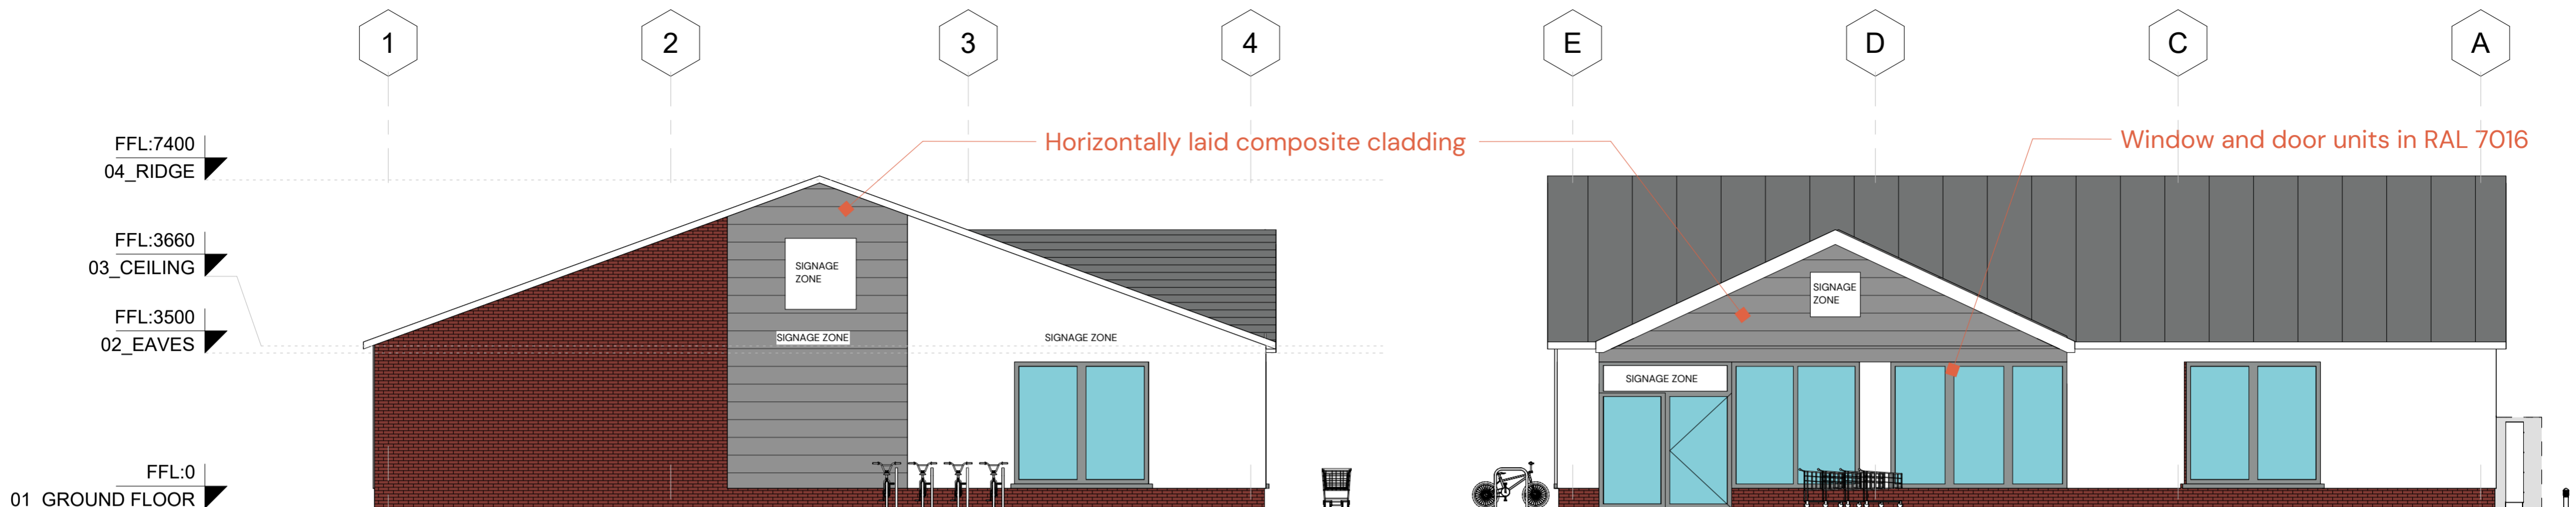 1
2
3
4
E
D
C
A
FFL:7400
04_RIDGE
Horizontally laid composite cladding
Window and door units in RAL 7016
FFL:3660
03_CEILING
SIGNAGE
ZONE
SIGNAGE
ZONE
FFL:3500
02_EAVES
SIGNAGE ZONE
SIGNAGE ZONE
SIGNAGE ZONE
FFL:0
01 GROUND FLOOR